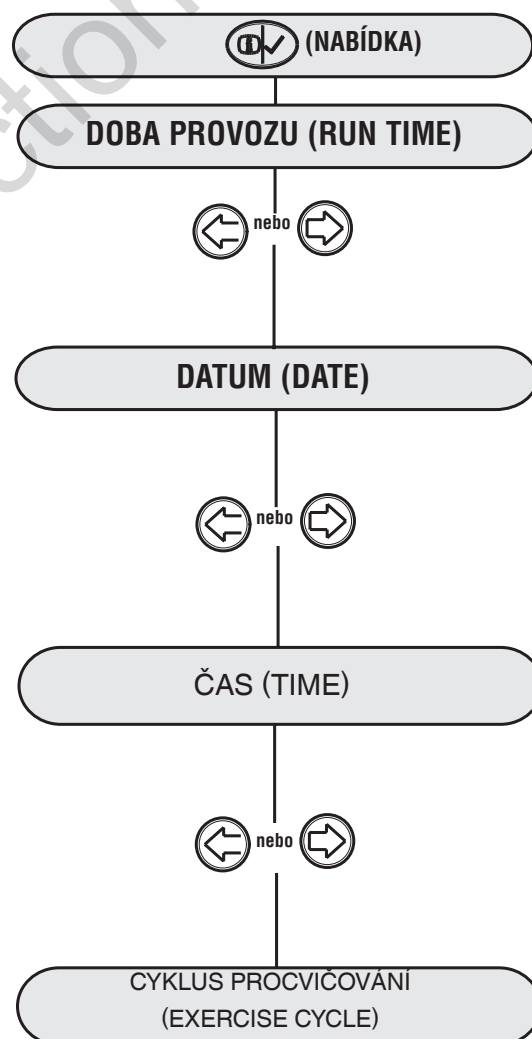 (NABÍDKA)
DOBA PROVOZU (RUN TIME)
nebo
DATUM (DATE)
nebo
ČAS (TIME)
nebo
CYKLUS PROCVIČOVÁNÍ
(EXERCISE CYCLE)